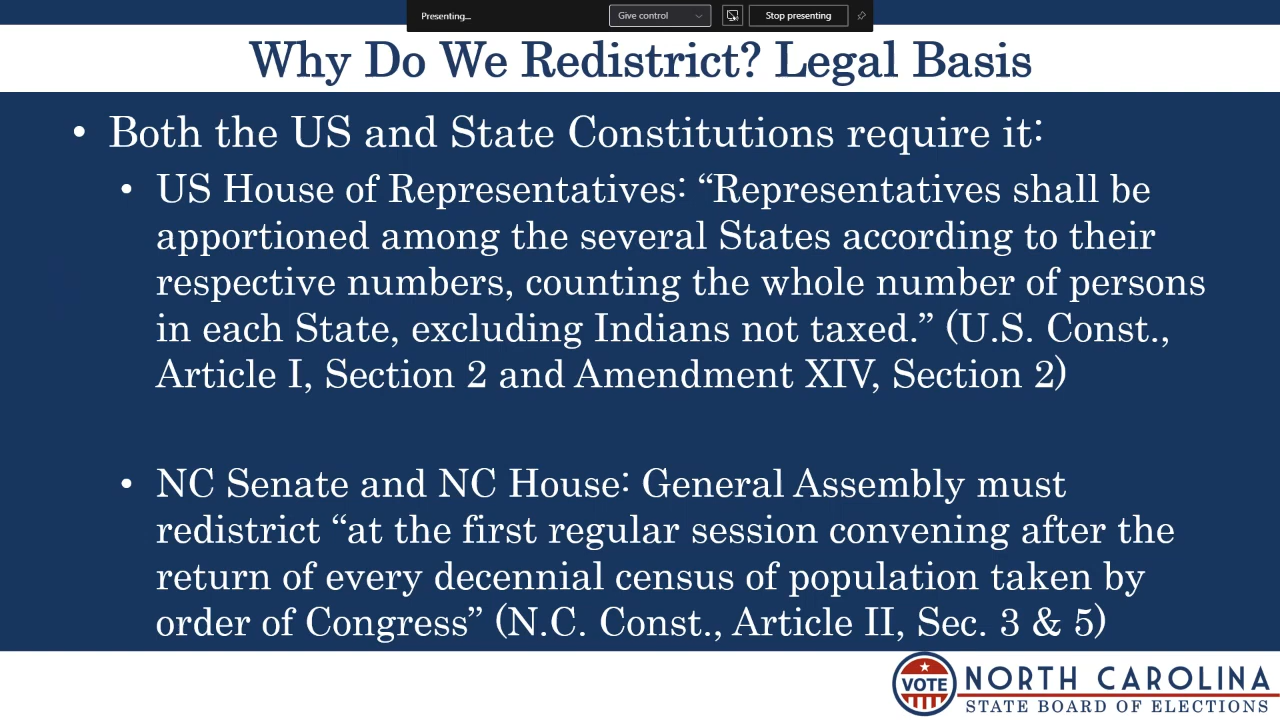 Presenting...
Give control
Stop presenting
Why Do We Redistrict? Legal Basis
• Both the US and State Constitutions require it:
• US House of Representatives: “Representatives shall be
apportioned among the several States according to their
respective numbers, counting the whole number of persons
in each State, excluding Indians not taxed.” (U.S. Const.,
Article I, Section 2 and Amendment XIV, Section 2)
• NC Senate and NC House: General Assembly must
redistrict “at the first regular session convening after the
return of every decennial census of population taken by
order of Congress” (N.C. Const., Article II, Sec. 3 & 5)
VOTE
NORTH CAROLINA
STATE BOARD OF ELECTIONS